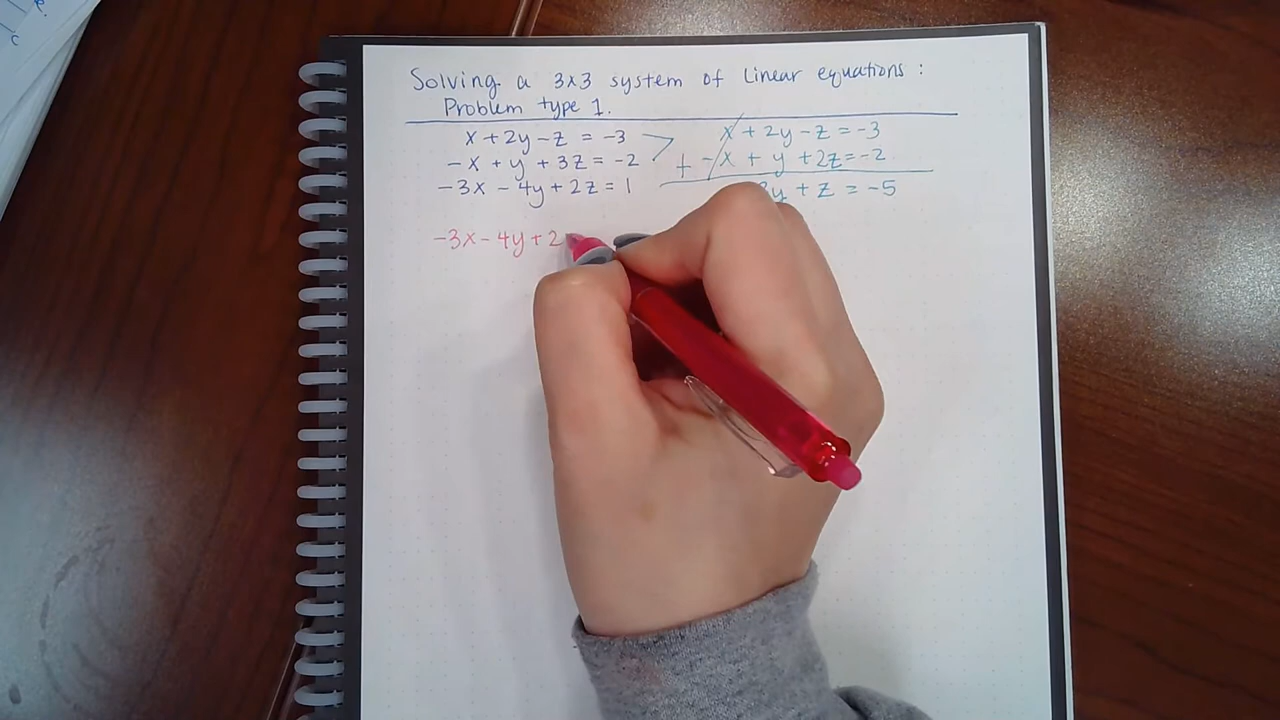 Solving a 3x3 system of linear equations :
Problem type 1.
x + 2y - z = -3
-x + y + 3z = -2
-3x - 4y + 2z = 1
x + 2y - z = -3
+ -x + y + 2z = -2
y + z = -5
-3x - 4y + 2